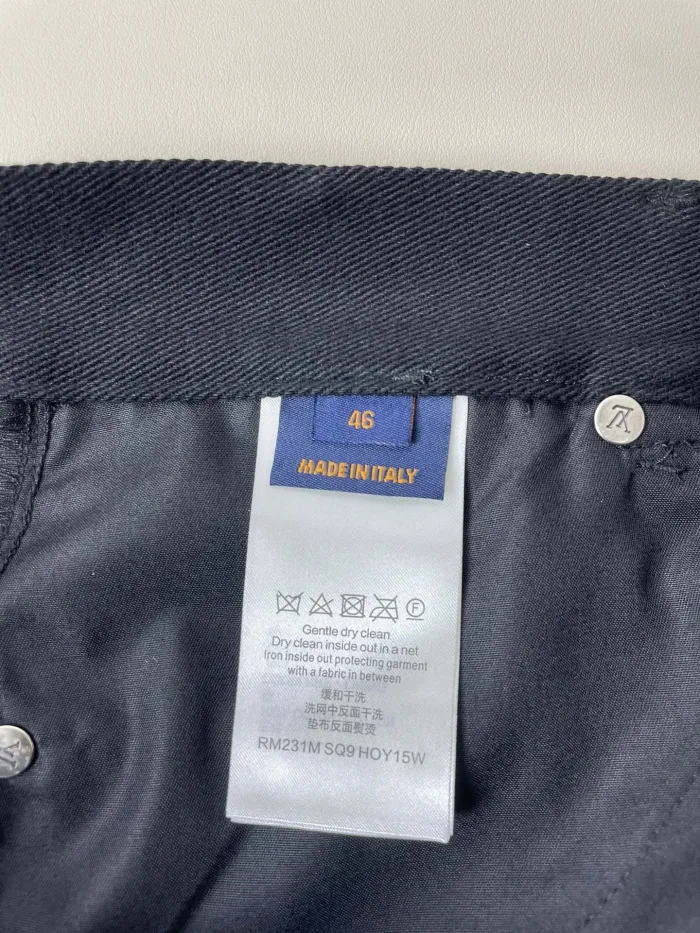 46
MADE IN ITALY
Gentle dry clean
Dry clean inside out in a net
Iron inside out protecting garment
with a fabric in between
缓和干洗
洗网中反面干洗
垫布反面熨烫
RM231M SQ9 HOY15W